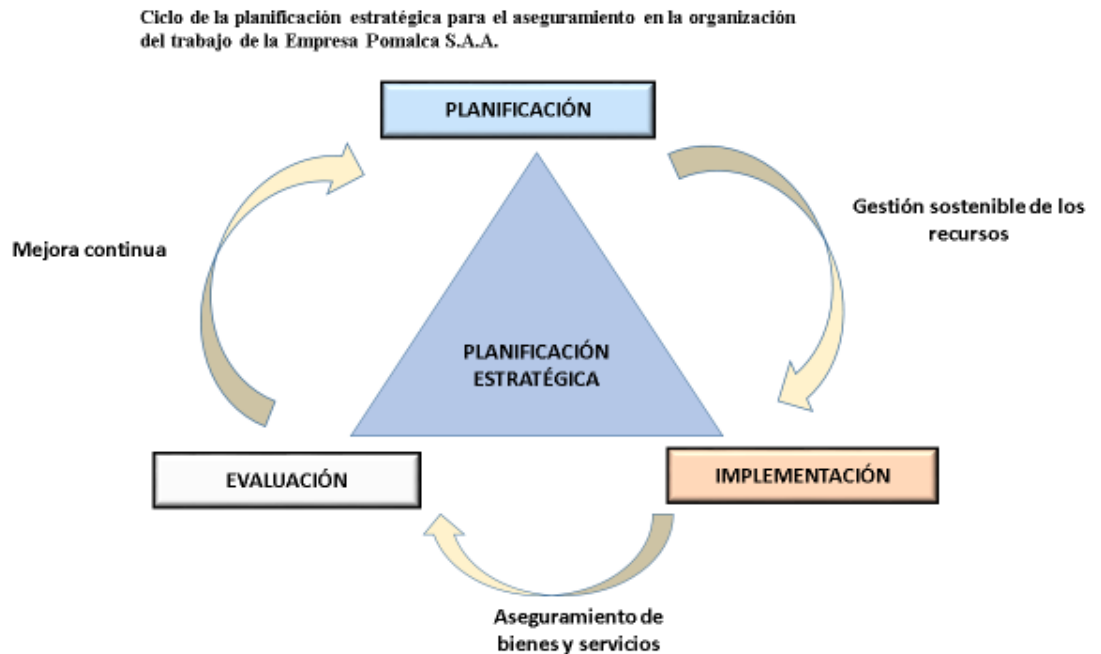 Ciclo de la planificación estratégica para el aseguramiento en la organización
del trabajo de la Empresa Pomalca S.A.A.
PLANIFICACIÓN
Gestión sostenible de los
recursos
Mejora continua
PLANIFICACIÓN
ESTRATÉGICA
EVALUACIÓN
IMPLEMENTACIÓN
Aseguramiento de
bienes y servicios